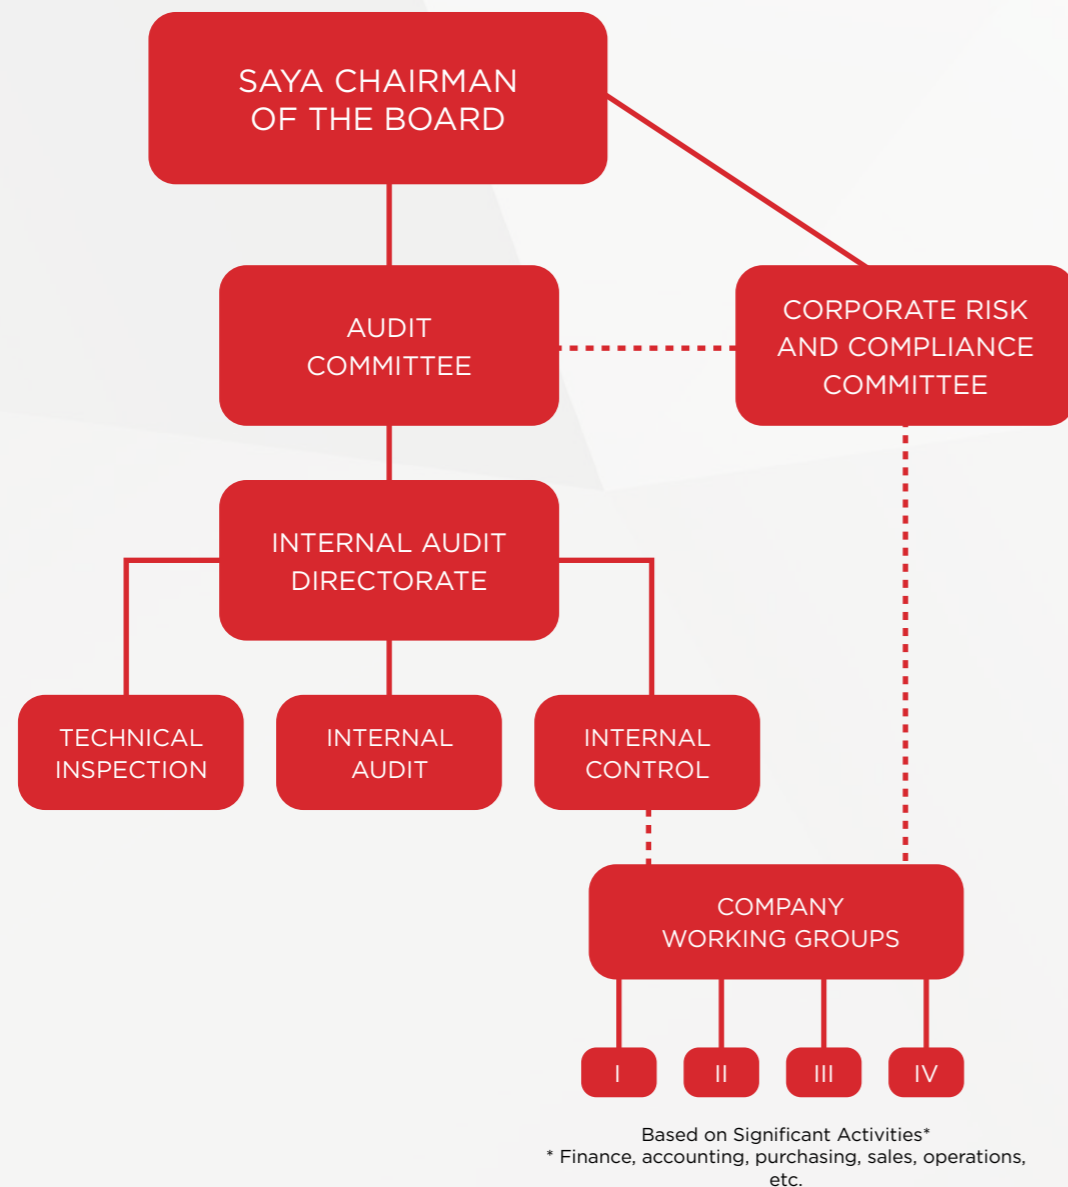 SAYA CHAIRMAN
OF THE BOARD
AUDIT
COMMITTEE
CORPORATE RISK
AND COMPLIANCE
COMMITTEE
INTERNAL AUDIT
DIRECTORATE
TECHNICAL
INSPECTION
INTERNAL
AUDIT
INTERNAL
CONTROL
COMPANY
WORKING GROUPS
I
II
III
IV
Based on Significant Activities*
* Finance, accounting, purchasing, sales, operations,
etc.